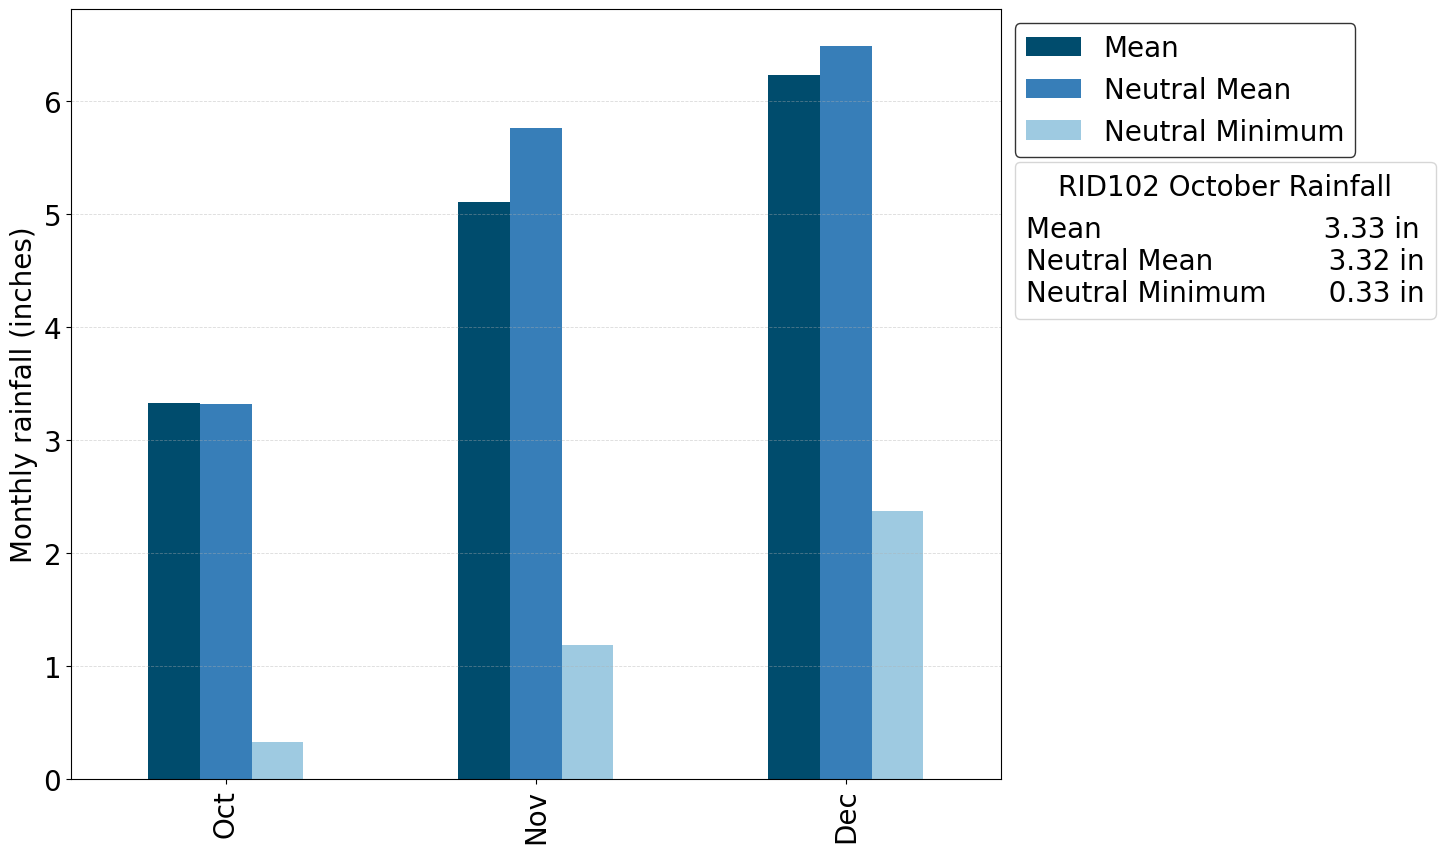 Monthly rainfall (inches)
6
5
4
3
2
1
0
Oct
Nov
Dec
Mean
Neutral Mean
Neutral Minimum
RID102 October Rainfall
Mean 3.33 in
Neutral Mean 3.32 in
Neutral Minimum 0.33 in